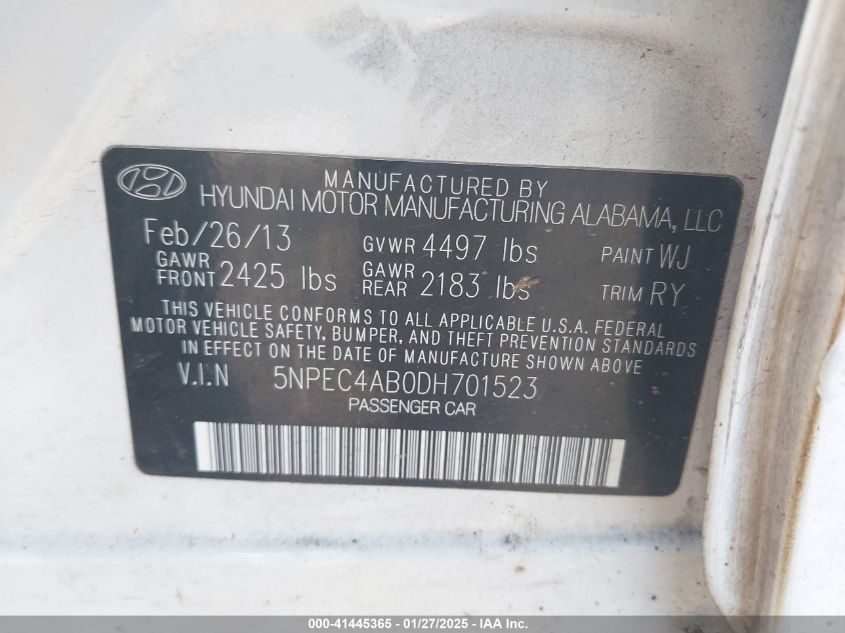 MANUFACTURED BY
HYUNDAI MOTOR MANUFACTURING ALABAMA, LLC
Feb/26/13 GVWR 4497 lbs PAINT WJ
GAWR FRONT 2425 lbs GAWR REAR 2183 lbs TRIM RY
THIS VEHICLE CONFORMS TO ALL APPLICABLE U.S.A. FEDERAL
MOTOR VEHICLE SAFETY, BUMPER, AND THEFT PREVENTION STANDARDS
IN EFFECT ON THE DATE OF MANUFACTURE SHOWN ABOVE
V.I.N 5NPEC4AB0DH701523
PASSENGER CAR
000-41445365 - 01/27/2025 - IAA Inc.